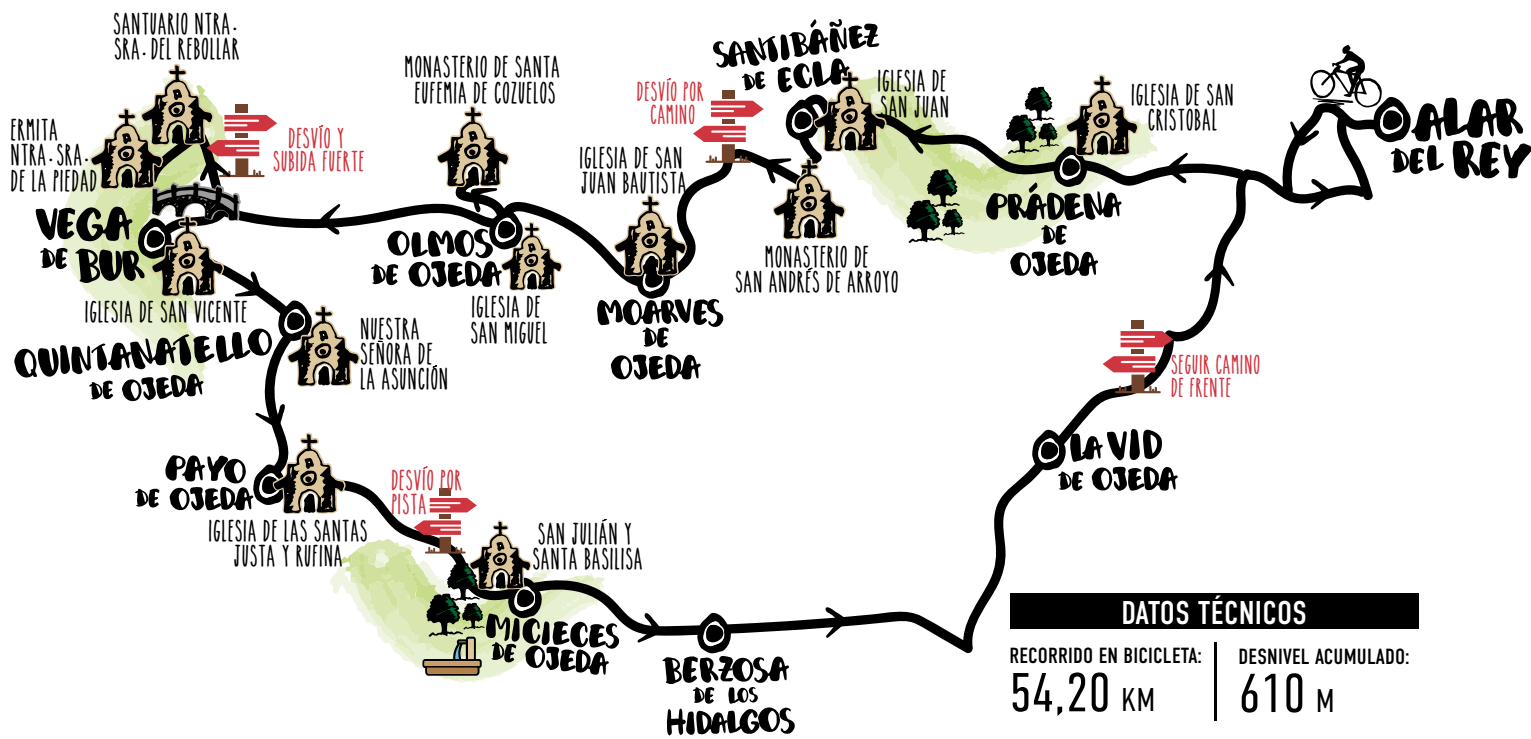 SANTUARIO NTRA.
SRA. DEL REBOLLAR
ERMITA
NTRA. SRA.
DE LA PIEDAD
DESVÍO Y
SUBIDA FUERTE
VEGA
DE BUR
IGLESIA DE SAN VICENTE
MONASTERIO DE SANTA
EUFEMIA DE COZUELOS
OLMOS
DE OJEDA
IGLESIA DE
SAN MIGUEL
IGLESIA DE SAN
JUAN BAUTISTA
MOARVES
DE
OJEDA
DESVÍO POR
CAMINO
SANTIBÁÑEZ
DE ECLA
IGLESIA DE
SAN JUAN
MONASTERIO DE
SAN ANDRÉS DE ARROYO
IGLESIA DE SAN
CRISTOBAL
PRÁDENA
DE
OJEDA
ALAR
DEL REY
QUINTANATELLO
DE OJEDA
NUESTRA
SEÑORA DE
LA ASUNCIÓN
PAYO
DE OJEDA
IGLESIA DE LAS SANTAS
JUSTA Y RUFINA
DESVÍO POR
PISTA
SAN JULIÁN Y
SANTA BASILISA
MICIECES
DE OJEDA
BERZOSA
DE LOS
HIDALGOS
SEGUIR CAMINO
DE FRENTE
LA VID
DE OJEDA
DATOS TÉCNICOS
RECORRIDO EN BICICLETA:
54,20 KM
DESNIVEL ACUMULADO:
610 M